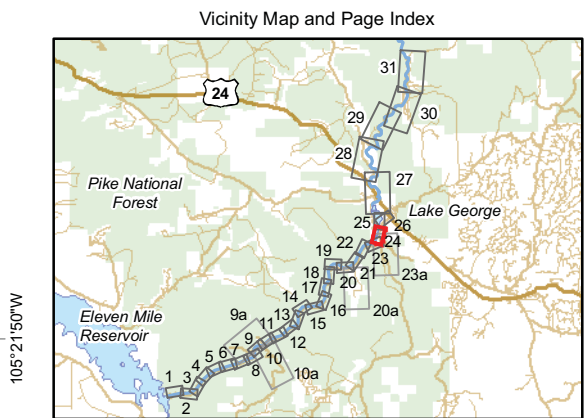 Vicinity Map and Page Index
31
24
30
29
28
Pike National
Forest
27
Lake George
25
26
24
22
23
19
21
23a
18
20
17
14
16
20a
15
9a
13
Eleven Mile
Reservoir
11
12
9
10
7
8
6
5
10a
4
3
1
2
105°21'50"W